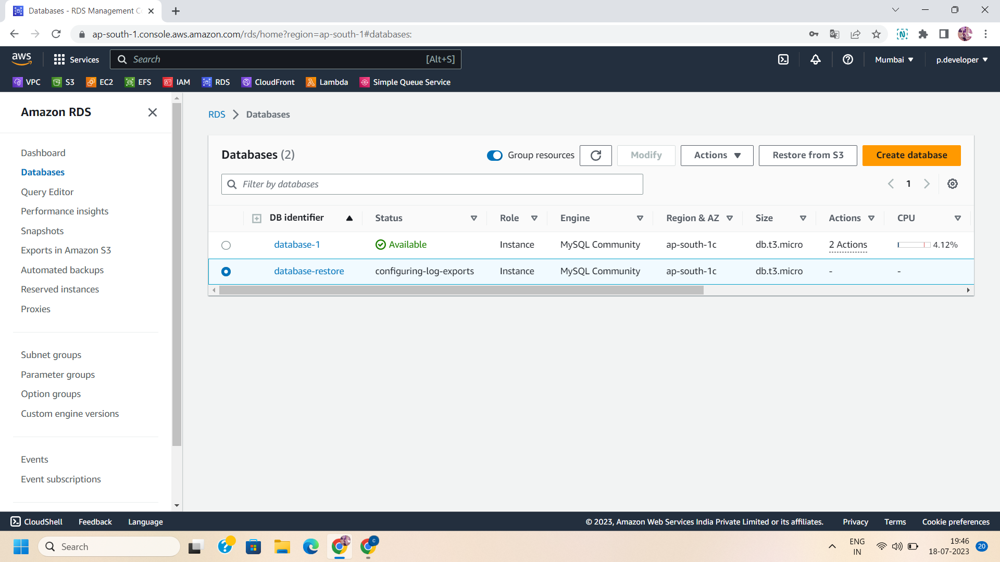 Databases - RDS Management C
ap-south-1.console.aws.amazon.com/rds/home?region=ap-south-1#databases:
aws
Services
Search
[Alt+S]
Mumbai
p.developer
VPC
S3
EC2
EFS
IAM
RDS
CloudFront
Lambda
Simple Queue Service
Amazon RDS
Dashboard
Databases
Query Editor
Performance insights
Snapshots
Exports in Amazon S3
Automated backups
Reserved instances
Proxies
Subnet groups
Parameter groups
Option groups
Custom engine versions
Events
Event subscriptions
RDS > Databases
Databases (2)
Group resources
Modify
Actions
Restore from S3
Create database
Filter by databases
1
DB identifier Status Role Engine Region & AZ Size Actions CPU
database-1 Available Instance MySQL Community ap-south-1c db.t3.micro 2 Actions 4.12%
database-restore configuring-log-exports Instance MySQL Community ap-south-1c db.t3.micro - -
CloudShell Feedback Language
© 2023, Amazon Web Services India Private Limited or its affiliates. Privacy Terms Cookie preferences
Search
ENG
IN
19:46
18-07-2023
20